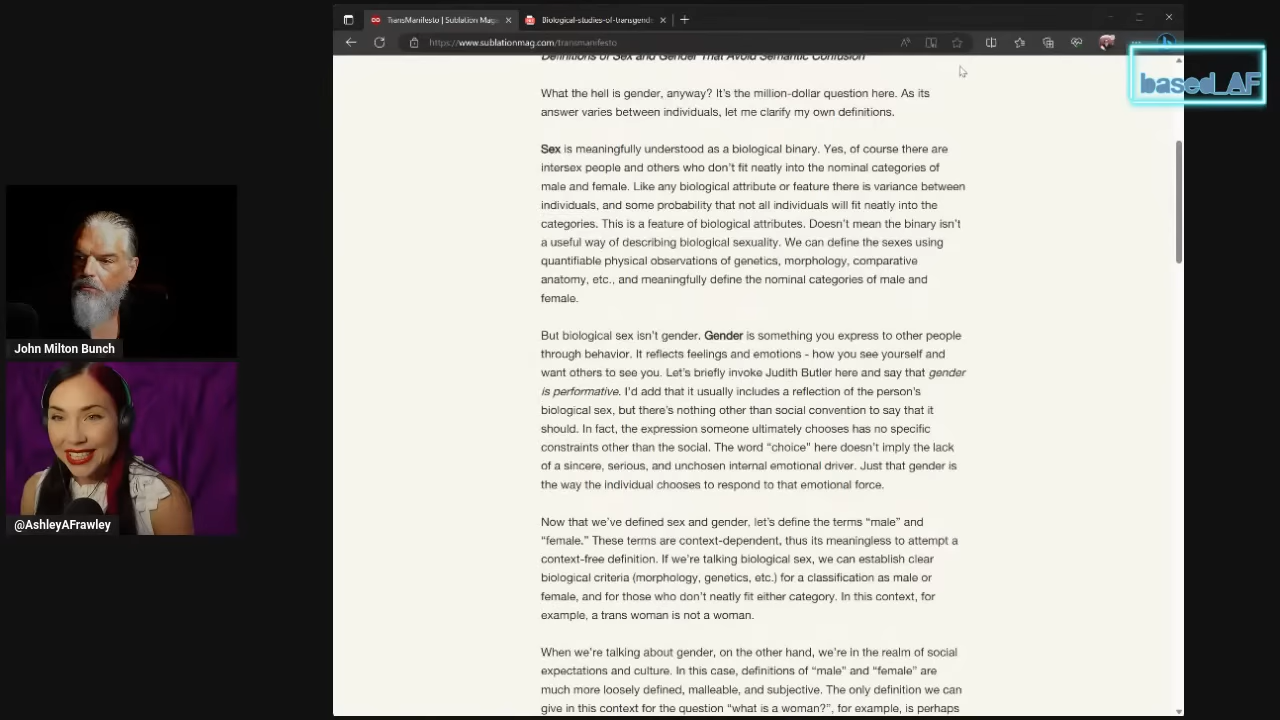 TransManifesto | Sublation Mag
Biological-studies-of-transgend
https://www.sublationmag.com/transmanifesto
based_AF
Definitions of Sex and Gender That Avoid Semantic Confusion
What the hell is gender, anyway? It's the million-dollar question here. As its
answer varies between individuals, let me clarify my own definitions.
Sex is meaningfully understood as a biological binary. Yes, of course there are
intersex people and others who don't fit neatly into the nominal categories of
male and female. Like any biological attribute or feature there is variance between
individuals, and some probability that not all individuals will fit neatly into the
categories. This is a feature of biological attributes. Doesn't mean the binary isn't
a useful way of describing biological sexuality. We can define the sexes using
quantifiable physical observations of genetics, morphology, comparative
anatomy, etc., and meaningfully define the nominal categories of male and
female.
But biological sex isn't gender. Gender is something you express to other people
through behavior. It reflects feelings and emotions - how you see yourself and
want others to see you. Let's briefly invoke Judith Butler here and say that gender
is performative. I'd add that it usually includes a reflection of the person's
biological sex, but there's nothing other than social convention to say that it
should. In fact, the expression someone ultimately chooses has no specific
constraints other than the social. The word "choice" here doesn't imply the lack
of a sincere, serious, and unchosen internal emotional driver. Just that gender is
the way the individual chooses to respond to that emotional force.
Now that we've defined sex and gender, let's define the terms "male" and
"female." These terms are context-dependent, thus its meaningless to attempt a
context-free definition. If we're talking biological sex, we can establish clear
biological criteria (morphology, genetics, etc.) for a classification as male or
female, and for those who don't neatly fit either category. In this context, for
example, a trans woman is not a woman.
When we're talking about gender, on the other hand, we're in the realm of social
expectations and culture. In this case, definitions of "male" and "female" are
much more loosely defined, malleable, and subjective. The only definition we can
give in this context for the question "what is a woman?", for example, is perhaps
John Milton Bunch
@AshleyAFrawley